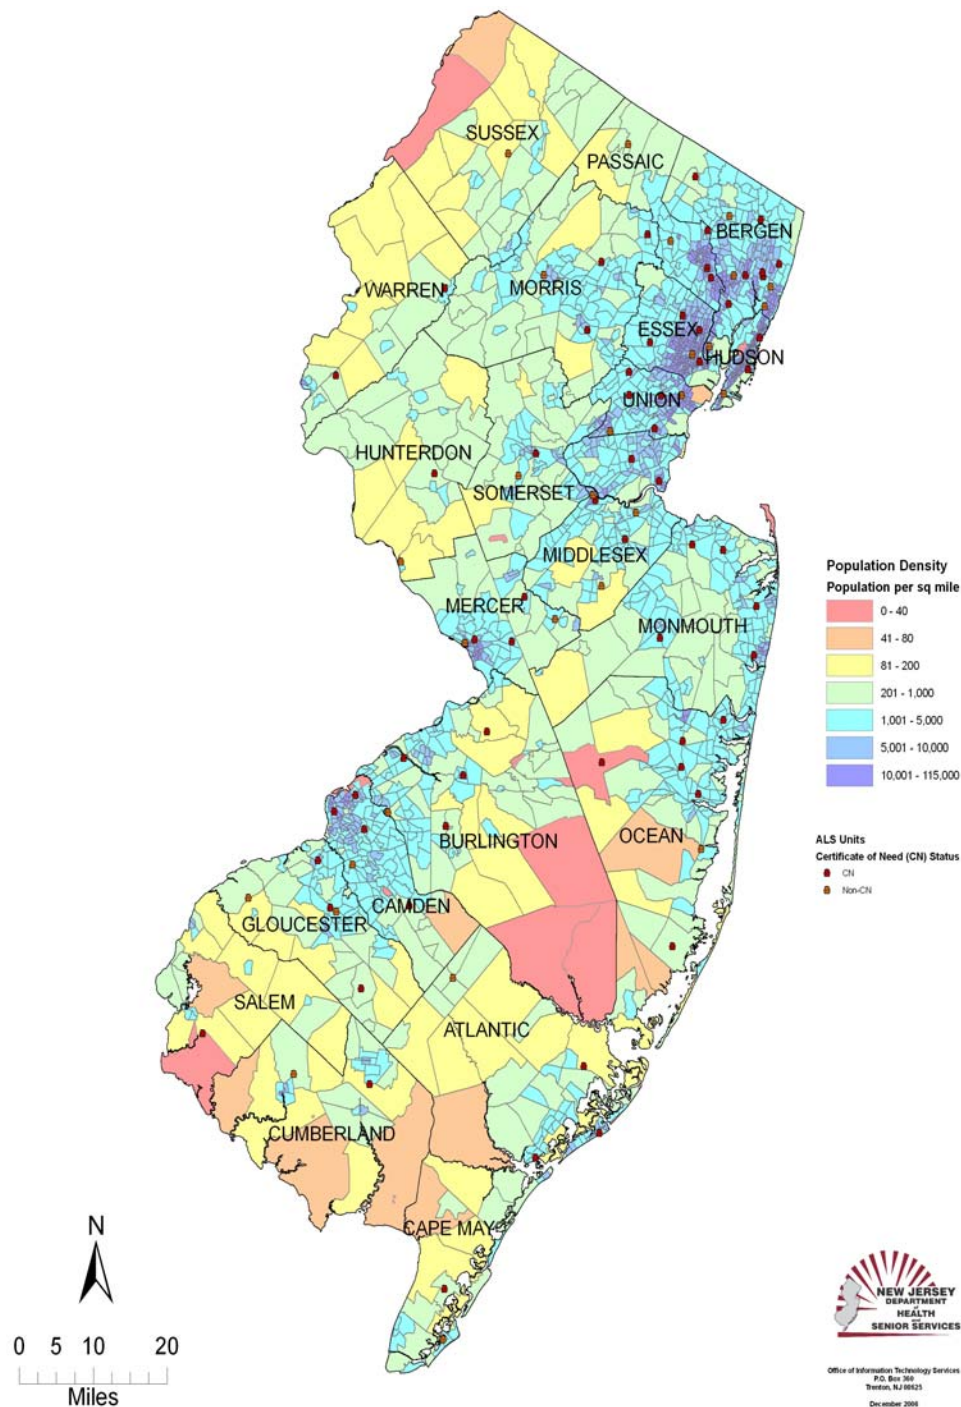 SUSSEX
PASSAIC
BERGEN
WARREN
MORRIS
ESSEX
HUDSON
UNION
HUNTERDON
SOMERSET
MIDDLESEX
MERCER
MONMOUTH
Population Density
Population per sq mile
0 - 40
41 - 80
81 - 200
201 - 1,000
1,001 - 5,000
5,001 - 10,000
10,001 - 115,000
OCEAN
BURLINGTON
ALS Units
Certificate of Need (CN) Status
CN
Non-CN
CAMDEN
GLOUCESTER
SALEM
ATLANTIC
CUMBERLAND
CAPE MAY
N
0 5 10 20
Miles
NEW JERSEY
DEPARTMENT
of
HEALTH
and
SENIOR SERVICES
Office of Information Technology Services
P.O. Box 360
Trenton, NJ 08625
December 2006